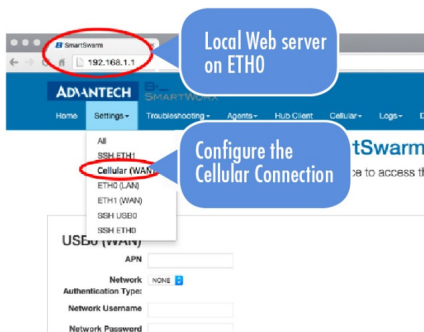 SmartSwarm
192.168.1.1
Local Web server
on ETH0
ADVANTECH
SMARTWORX
Home Settings Troubleshooting Agents Hub Client Cellular Logs
All
SSH ETH1
Cellular (WAN)
ETH0 (LAN)
ETH1 (WAN)
SSH USB0
SSH ETH0
Configure the
Cellular Connection
tSwarm
to access th
USB0 (WAN)
APN
Network
Authentication Type:
NONE
Network Username
Network Password